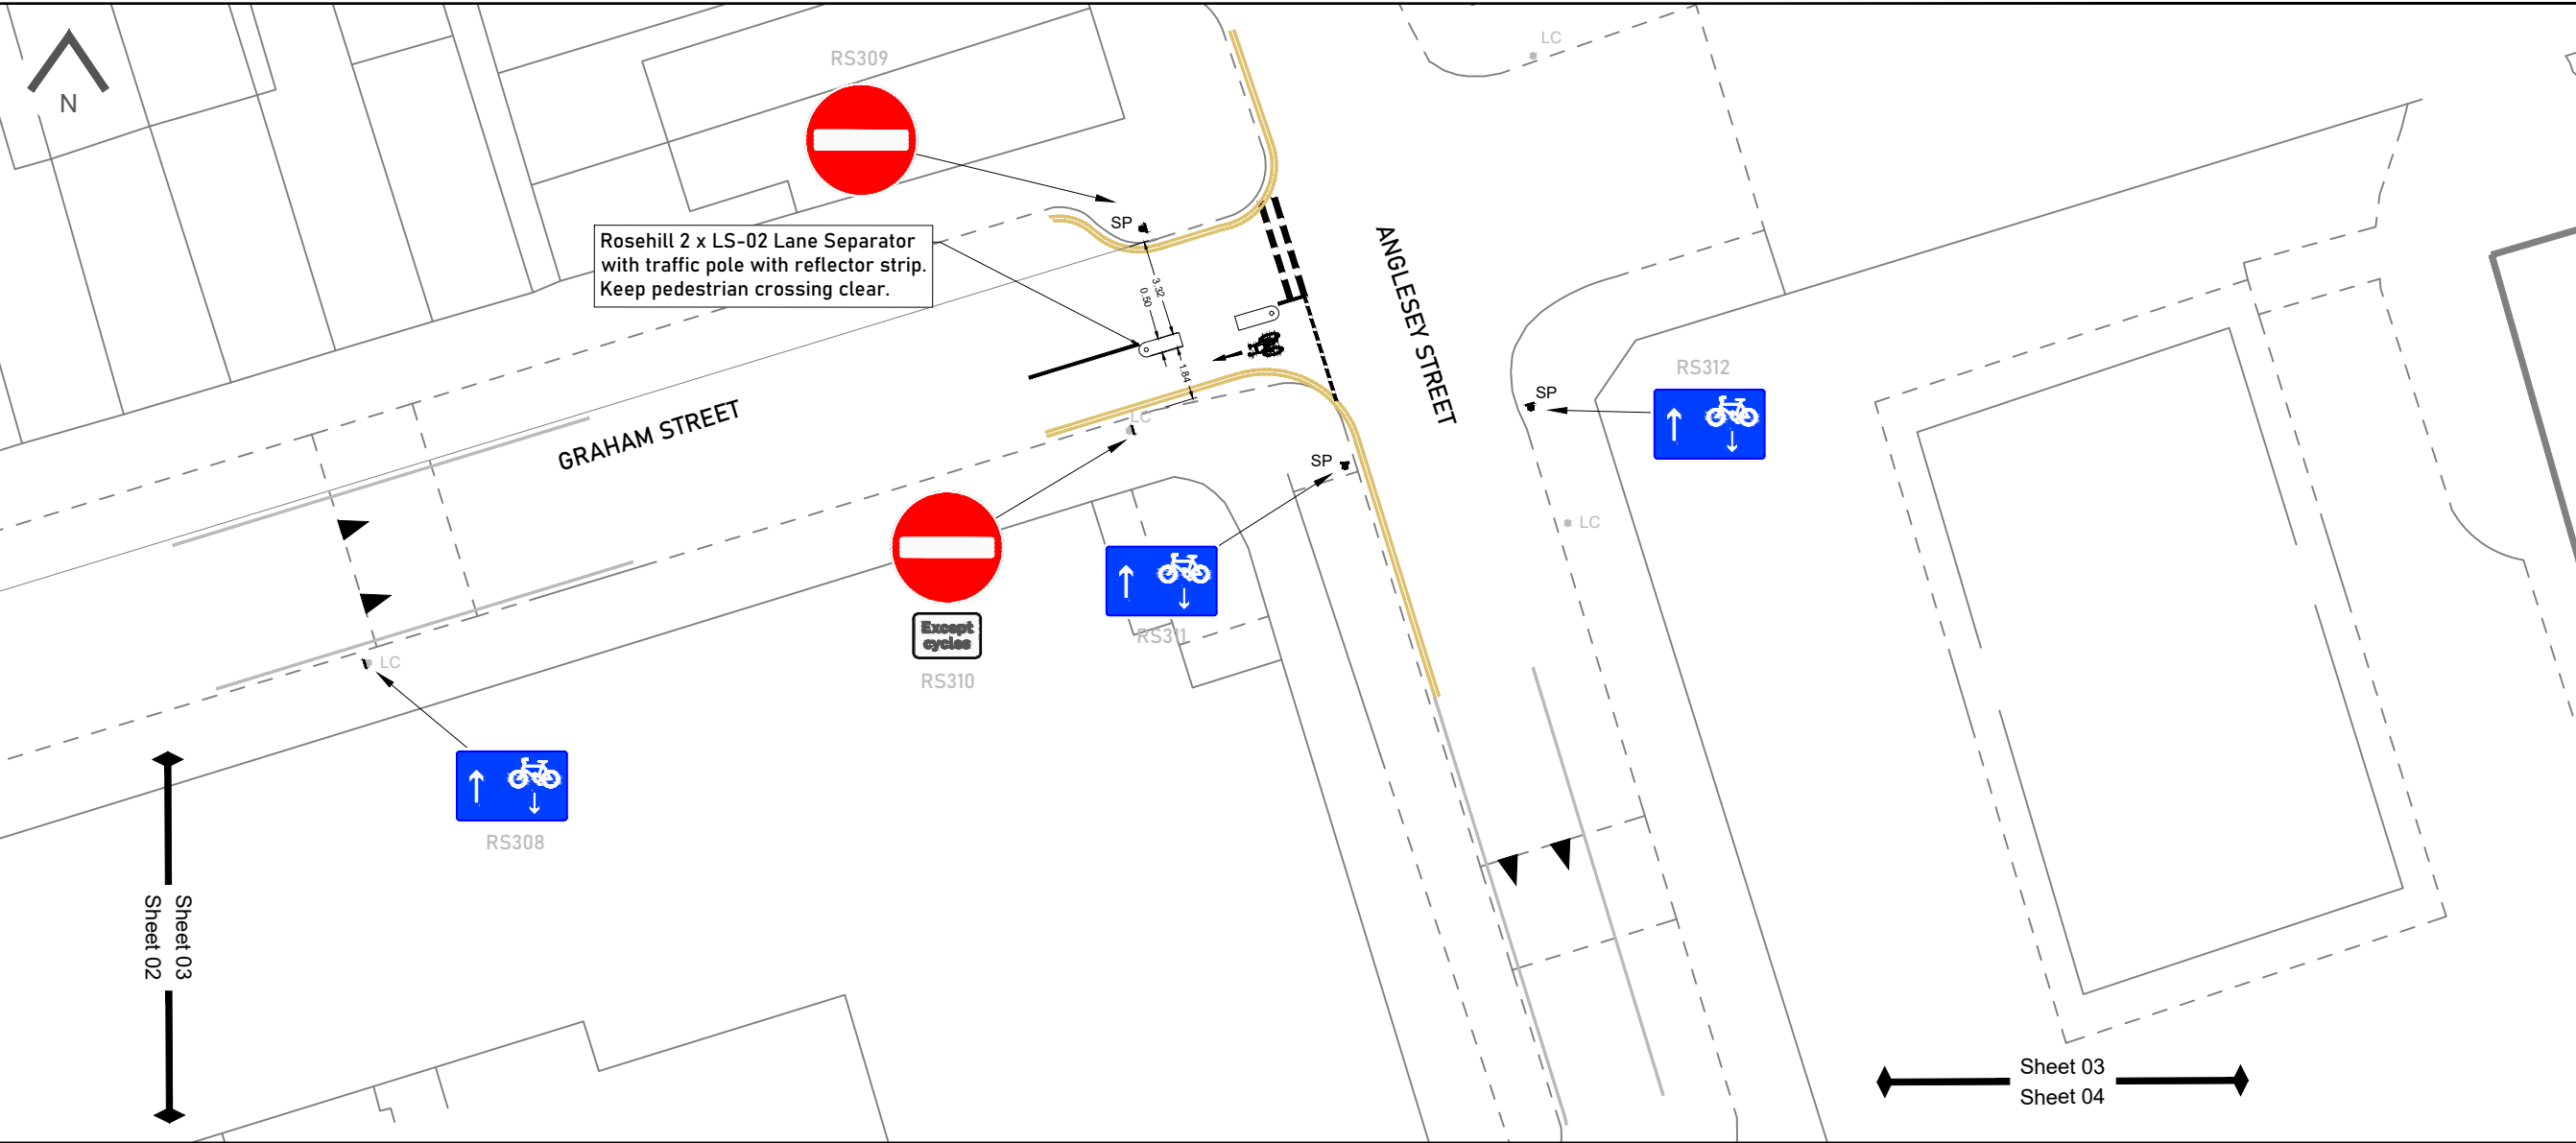 N
RS309
LC
SP
Rosehill 2 x LS-02 Lane Separator
with traffic pole with reflector strip.
Keep pedestrian crossing clear.
3.32
0.50
1.84
ANGLESEY STREET
RS312
SP
GRAHAM STREET
LC
SP
LC
Except
cycles
RS310
RS311
LC
RS308
Sheet 03
Sheet 02
Sheet 03
Sheet 04